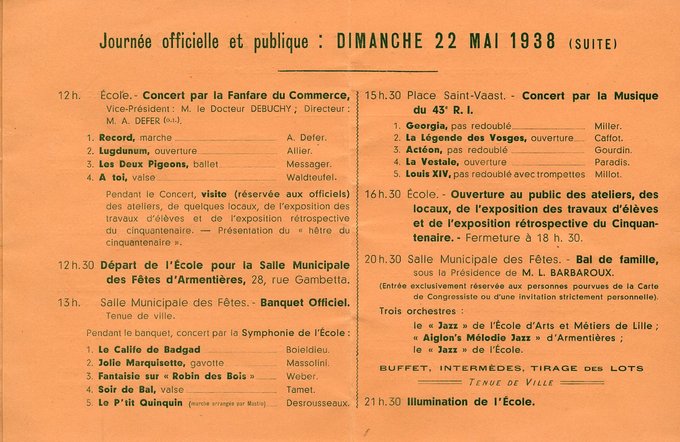 Journée officielle et publique : DIMANCHE 22 MAI 1938 (SUITE)
12 h. École. - Concert par la Fanfare du Commerce,
Vice-Président : M. le Docteur DEBUCHY ; Directeur :
M. A. DEFER (O.I.).
1. Record, marche A. Defer.
2. Lugdunum, ouverture Allier.
3. Les Deux Pigeons, ballet Messager.
4. A toi, valse Waldteufel.
Pendant le Concert, visite (réservée aux officiels)
des ateliers, de quelques locaux, de l'exposition des
travaux d'élèves et de l'exposition rétrospective
du cinquantenaire. — Présentation du « hêtre du
cinquantenaire ».
12 h. 30 Départ de l'École pour la Salle Municipale
des Fêtes d'Armentières, 28, rue Gambetta.
13 h. Salle Municipale des Fêtes. - Banquet Officiel.
Tenue de ville.
Pendant le banquet, concert par la Symphonie de l'École :
1. Le Calife de Badgad Boieldieu.
2. Jolie Marquisette, gavotte Massolini.
3. Fantaisie sur « Robin des Bois » Weber.
4. Soir de Bal, valse Tamet.
5. Le P'tit Quinquin (marche arrangée par Mastio) Desrousseaux.
15 h. 30 Place Saint-Vaast. - Concert par la Musique
du 43e R. I.
1. Georgia, pas redoublé Miller.
2. La Légende des Vosges, ouverture Caffot.
3. Actéon, pas redoublé Gourdin.
4. La Vestale, ouverture Paradis.
5. Louis XIV, pas redoublé avec trompettes Millot.
16 h. 30 École. - Ouverture au public des ateliers, des
locaux, de l'exposition des travaux d'élèves
et de l'exposition rétrospective du Cinquan-
tenaire. - Fermeture à 18 h. 30.
20 h. 30 Salle Municipale des Fêtes. - Bal de famille,
sous la Présidence de M. L. BARBAROUX.
(Entrée exclusivement réservée aux personnes pourvues de la Carte
de Congressiste ou d'une invitation strictement personnelle).
Trois orchestres :
le « Jazz » de l'École d'Arts et Métiers de Lille ;
« Aiglon's Mélodie Jazz » d'Armentières ;
le « Jazz » de l'École.
BUFFET, INTERMÈDES, TIRAGE DES LOTS
TENUE DE VILLE
21 h. 30 Illumination de l'École.